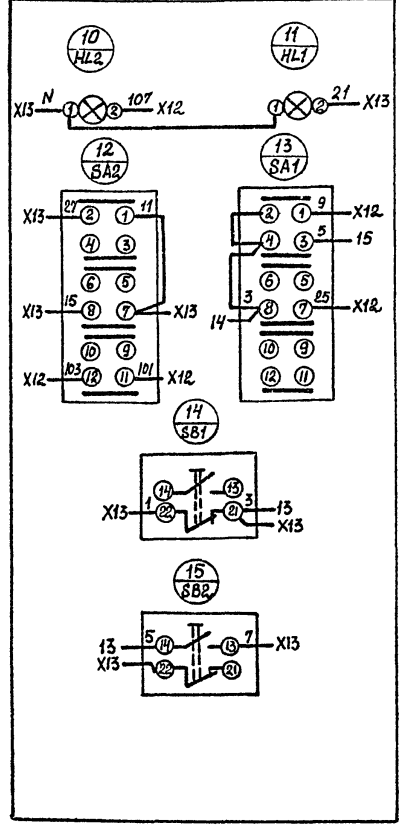 10 11
HL2 HL1
X13 N 1 2 107 X12 1 2 21 X13
12 13
SA2 SA1
X13 27 2 1 11 2 1 9 X12
4 3 4 3 5 15
6 5 6 5
X13 15 8 7 X13 3 8 7 25 X12
14
10 9 10 9
X12 103 12 11 101 X12 12 11
14
SB1
14 13
X13 1 22 21 3 13
X13
15
SB2
13 5 14 13 7 X13
X13 22 21